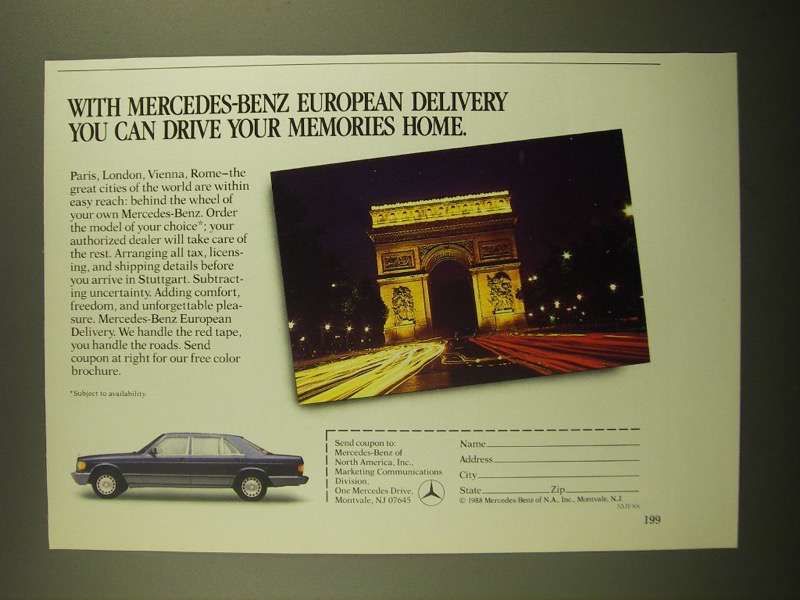 WITH MERCEDES-BENZ EUROPEAN DELIVERY
YOU CAN DRIVE YOUR MEMORIES HOME.
Paris, London, Vienna, Rome—the
great cities of the world are within
easy reach: behind the wheel of
your own Mercedes-Benz. Order
the model of your choice*; your
authorized dealer will take care of
the rest. Arranging all tax, licens-
ing, and shipping details before
you arrive in Stuttgart. Subtract-
ing uncertainty. Adding comfort,
freedom, and unforgettable plea-
sure. Mercedes-Benz European
Delivery. We handle the red tape,
you handle the roads. Send
coupon at right for our free color
brochure.
*Subject to availability.
Send coupon to:
Mercedes-Benz of
North America, Inc.,
Marketing Communications
Division,
One Mercedes Drive,
Montvale, NJ 07645
Name
Address
City
State Zip
© 1988 Mercedes-Benz of N.A., Inc., Montvale, N.J.
199